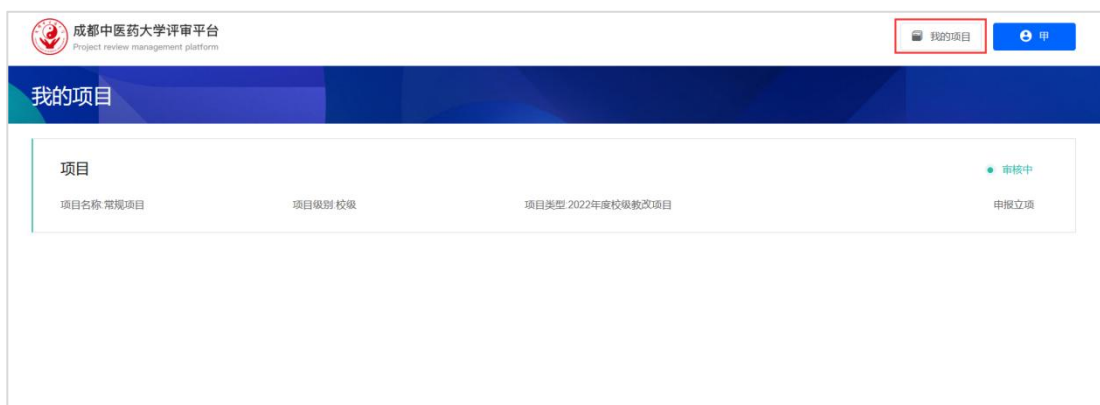 成都中医药大学评审平台
Project review management platform
我的项目
甲
我的项目
项目
审核中
项目名称 常规项目 项目级别 校级 项目类型 2022年度校级教改项目 申报立项